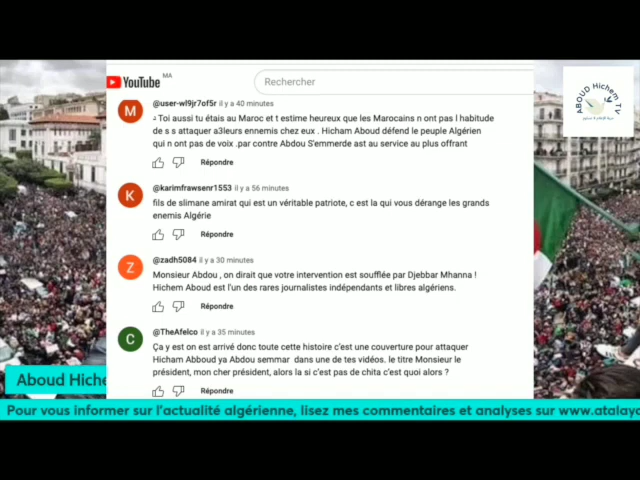 YouTube MA
Rechercher
ABOUD Hichem TV
M
@user-wl9jr7of5r il y a 40 minutes
Toi aussi tu étais au Maroc et t estime heureux que les Marocains n ont pas l habitude
de s s attaquer a3leurs ennemis chez eux . Hicham Aboud défend le peuple Algérien
qui n ont pas de voix .par contre Abdou S'emmerde ast au service au plus offrant
Répondre
K
@karimfrawsenr1553 il y a 56 minutes
fils de slimane amirat qui est un véritable patriote, c est la qui vous dérange les grands
enemis Algérie
Répondre
Z
@zadh5084 il y a 30 minutes
Monsieur Abdou , on dirait que votre intervention est soufflée par Djebbar Mhanna !
Hichem Aboud est l'un des rares journalistes indépendants et libres algériens.
Répondre
C
@TheAfelco il y a 35 minutes
Ça y est on est arrivé donc toute cette histoire c'est une couverture pour attaquer
Hicham Abboud ya Abdou semmar dans une de tes vidéos. le titre Monsieur le
président, mon cher président, alors la si c'est pas de chita c'est quoi alors ?
Répondre
Aboud Hiche
Pour vous informer sur l'actualité algérienne, lisez mes commentaires et analyses sur www.atalay